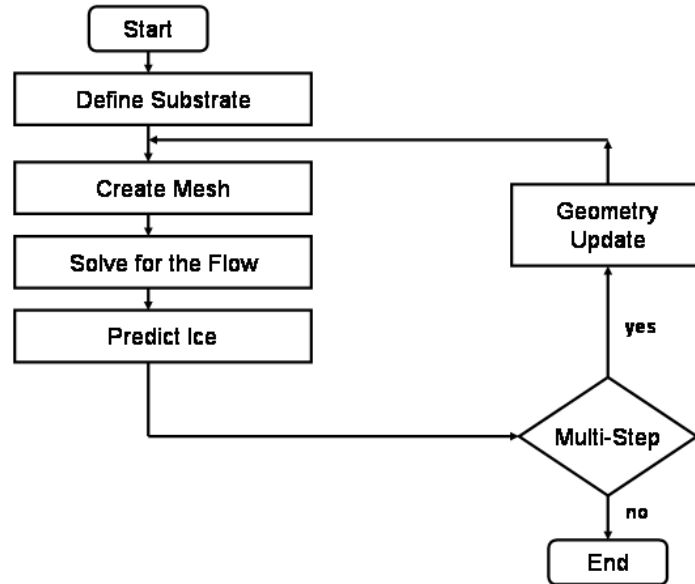 Start
Define Substrate
Create Mesh
Solve for the Flow
Predict Ice
Geometry
Update
yes
Multi-Step
no
End